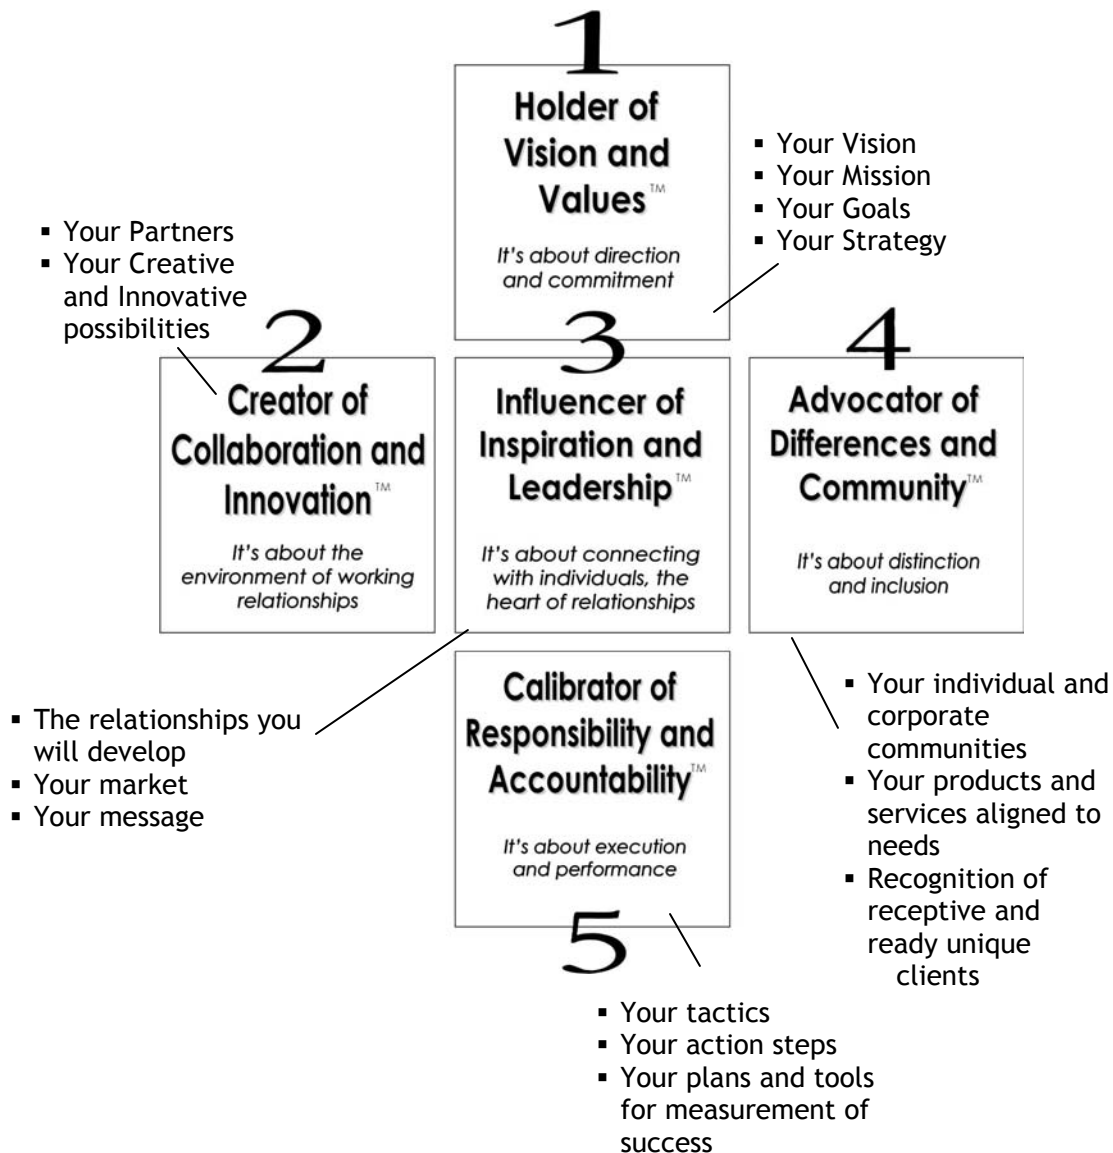 1
Holder of
Vision and
Values™
It's about direction
and commitment
▪ Your Vision
▪ Your Mission
▪ Your Goals
▪ Your Strategy
▪ Your Partners
▪ Your Creative
and Innovative
possibilities
2
Creator of
Collaboration and
Innovation™
It's about the
environment of working
relationships
3
Influencer of
Inspiration and
Leadership™
It's about connecting
with individuals, the
heart of relationships
4
Advocator of
Differences and
Community™
It's about distinction
and inclusion
▪ The relationships you
will develop
▪ Your market
▪ Your message
Calibrator of
Responsibility and
Accountability™
It's about execution
and performance
5
▪ Your individual and
corporate
communities
▪ Your products and
services aligned to
needs
▪ Recognition of
receptive and
ready unique
clients
▪ Your tactics
▪ Your action steps
▪ Your plans and tools
for measurement of
success